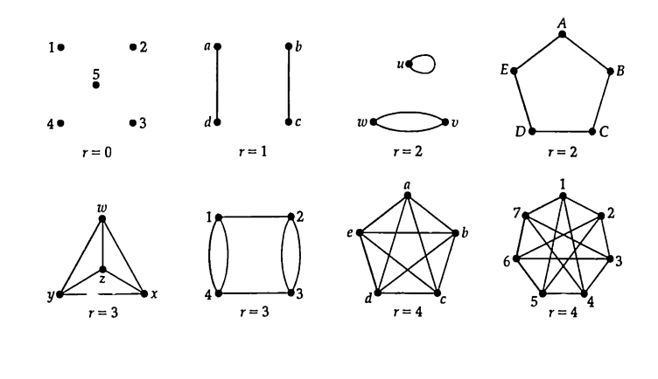 1 2
5
4 3
r = 0
a b
d c
r = 1
u
w v
r = 2
A
E B
D C
r = 2
w
z
y x
r = 3
1 2
4 3
r = 3
a
e b
d c
r = 4
1
7 2
6 3
5 4
r = 4